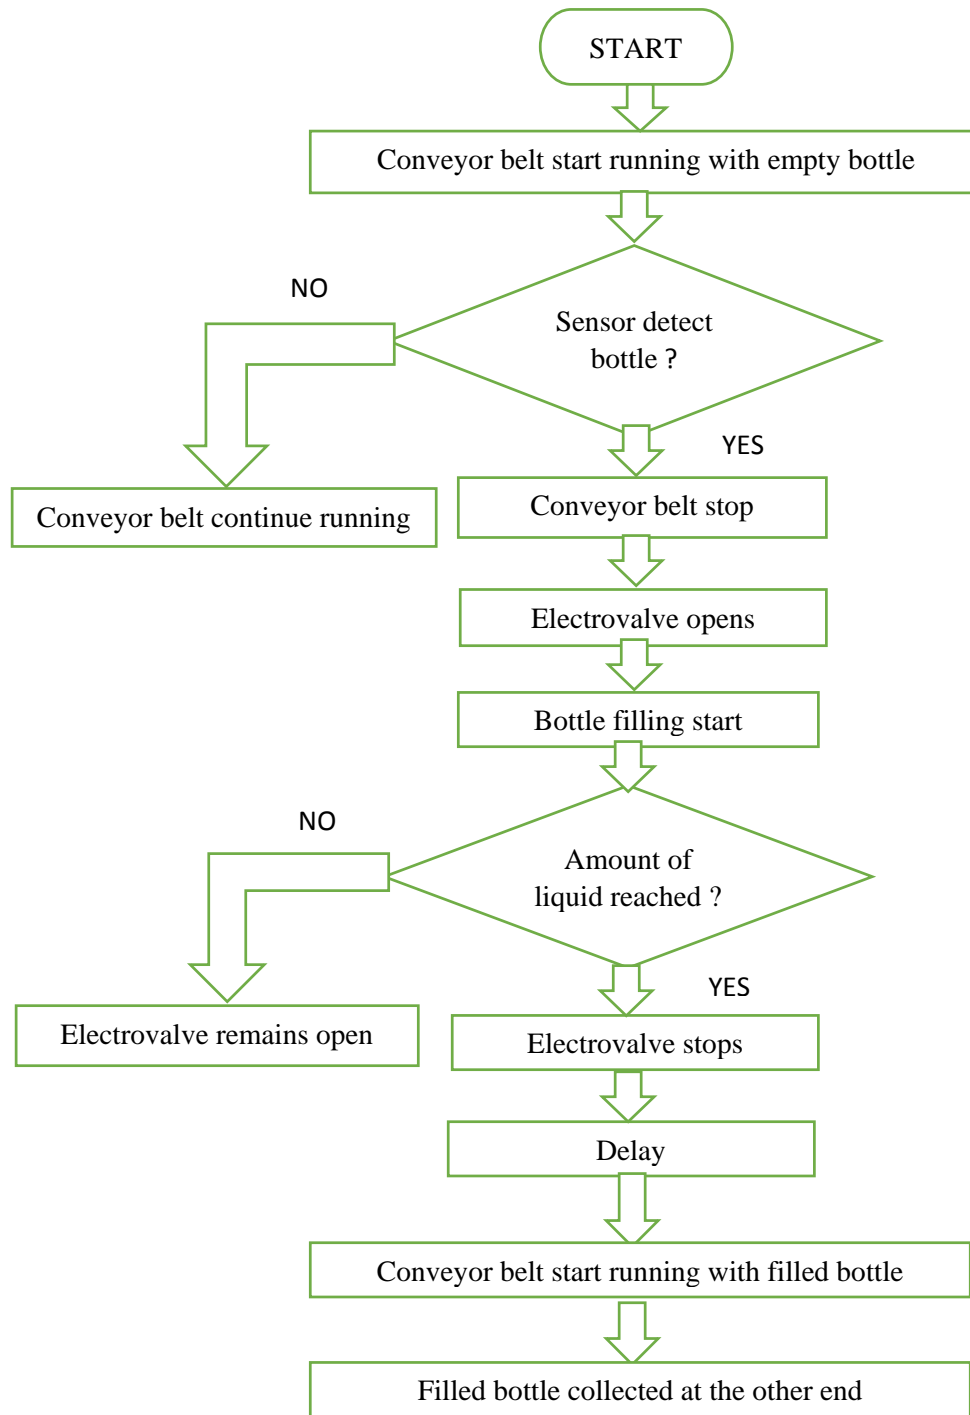 START
Conveyor belt start running with empty bottle
NO
Sensor detect
bottle ?
YES
Conveyor belt continue running
Conveyor belt stop
Electrovalve opens
Bottle filling start
NO
Amount of
liquid reached ?
YES
Electrovalve remains open
Electrovalve stops
Delay
Conveyor belt start running with filled bottle
Filled bottle collected at the other end